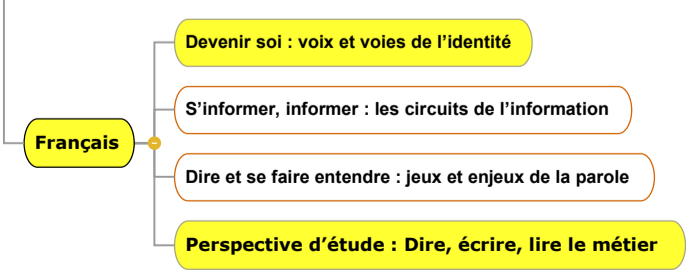 Devenir soi : voix et voies de l’identité
S’informer, informer : les circuits de l’information
Français
Dire et se faire entendre : jeux et enjeux de la parole
Perspective d’étude : Dire, écrire, lire le métier